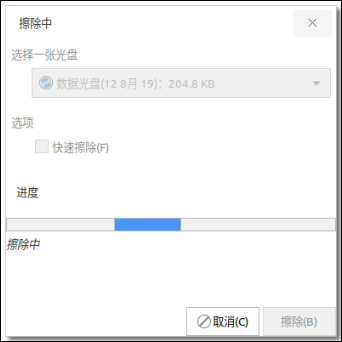 擦除中
选择一张光盘
数据光盘(12 8月 19)：204.8 KB
选项
快速擦除(F)
进度
擦除中
取消(C) 擦除(B)